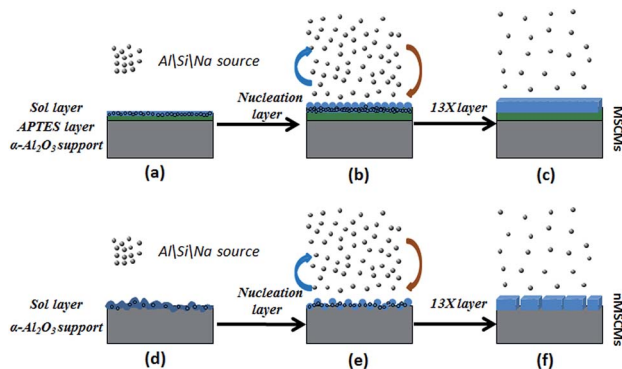 Al\Si\Na source
Sol layer
APTES layer
α-Al2O3 support
Nucleation
layer
13X layer
MSCMs
(a)
(b)
(c)
Al\Si\Na source
Sol layer
α-Al2O3 support
Nucleation
layer
13X layer
nMSCMs
(d)
(e)
(f)